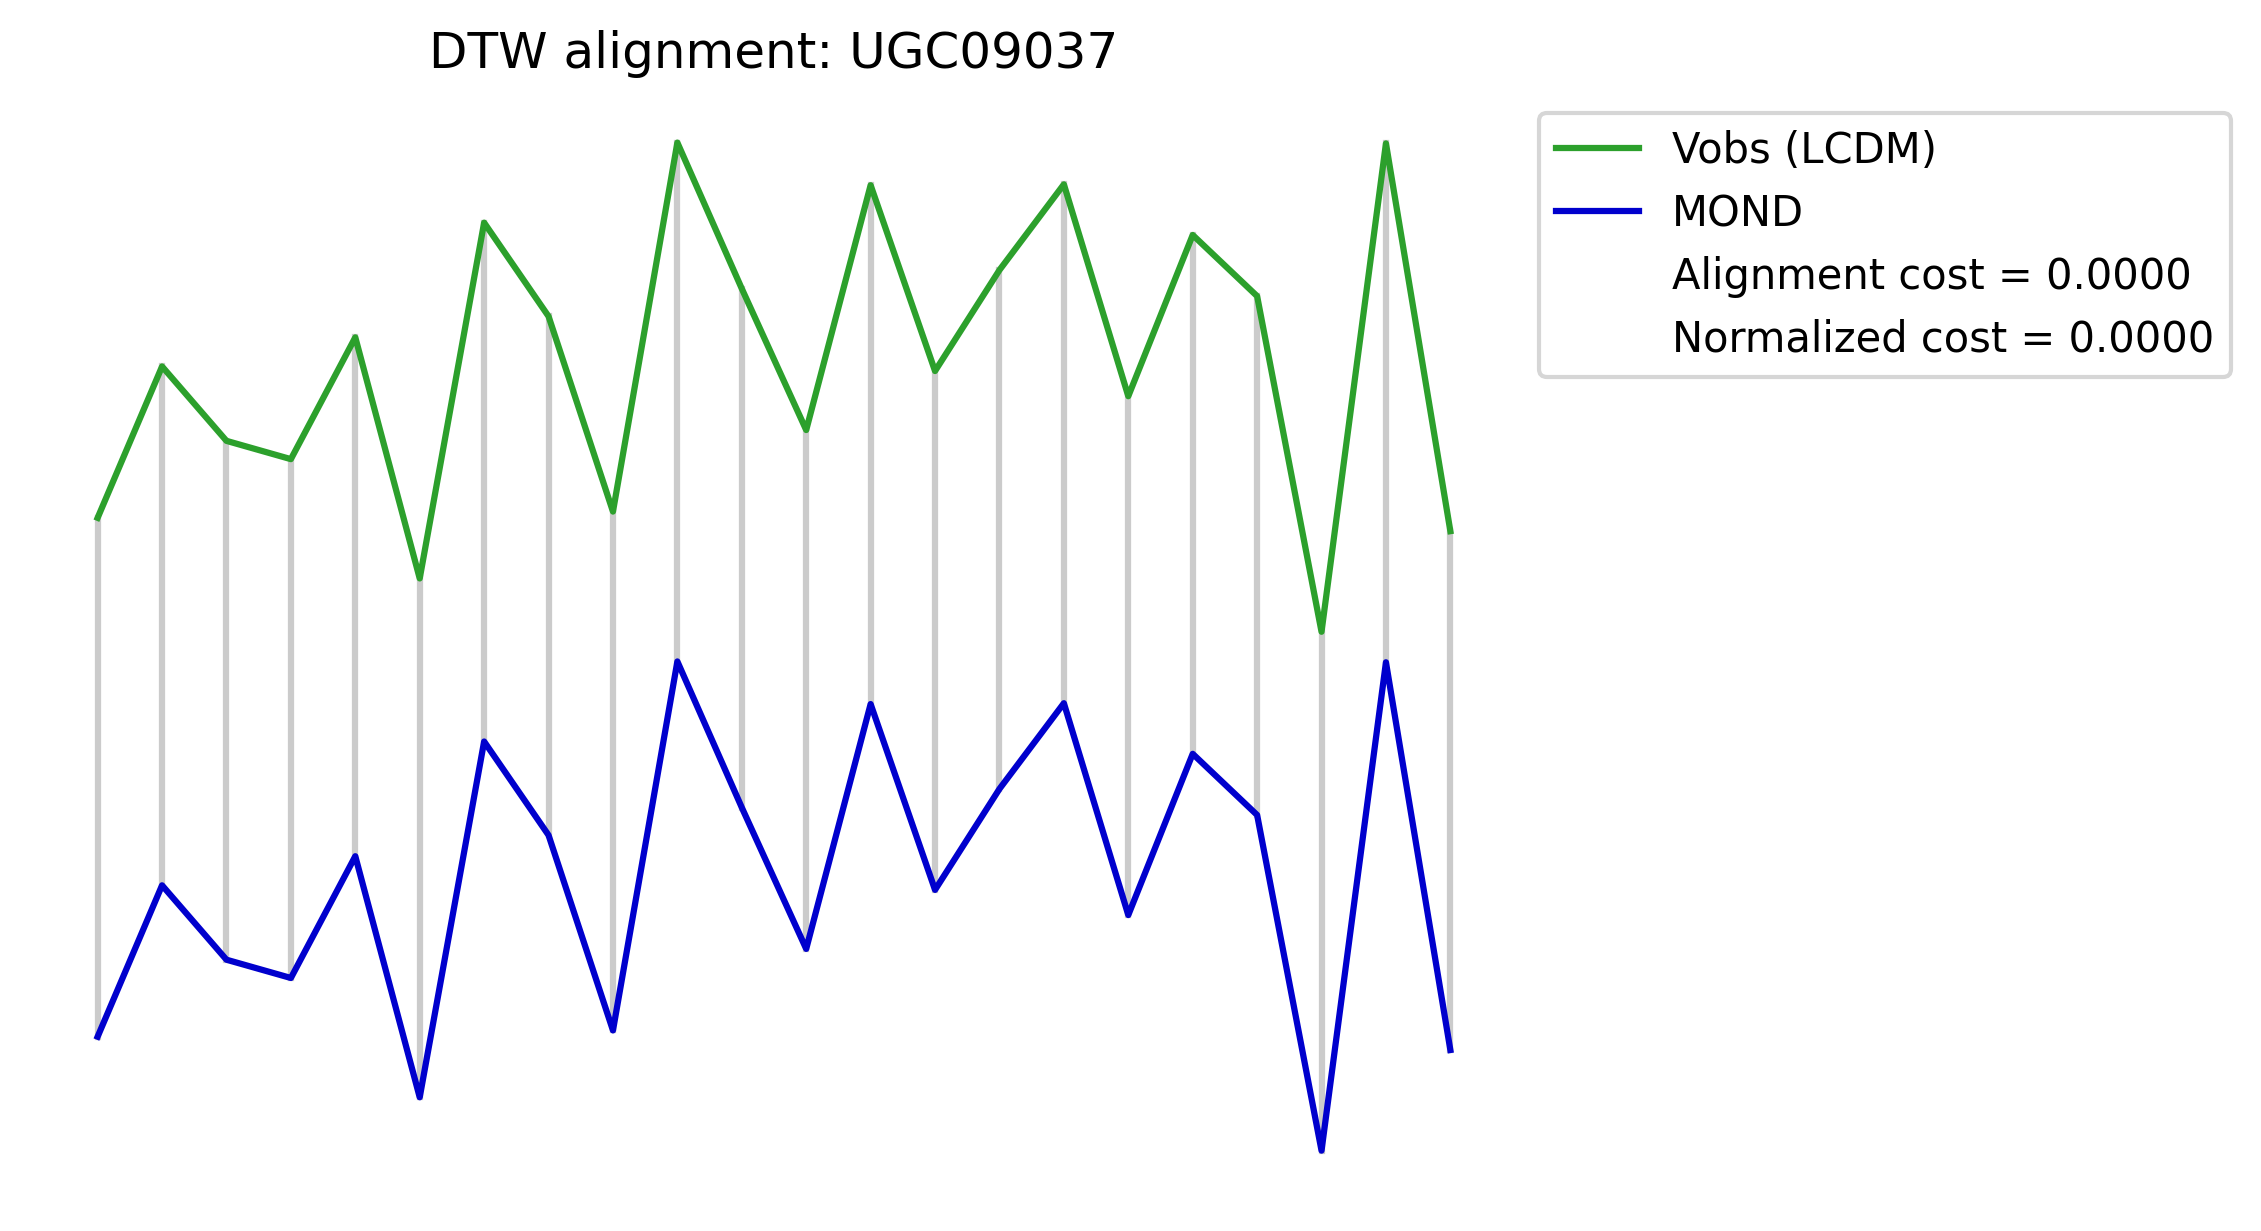 DTW alignment: UGC09037
Vobs (LCDM)
MOND
Alignment cost = 0.0000
Normalized cost = 0.0000